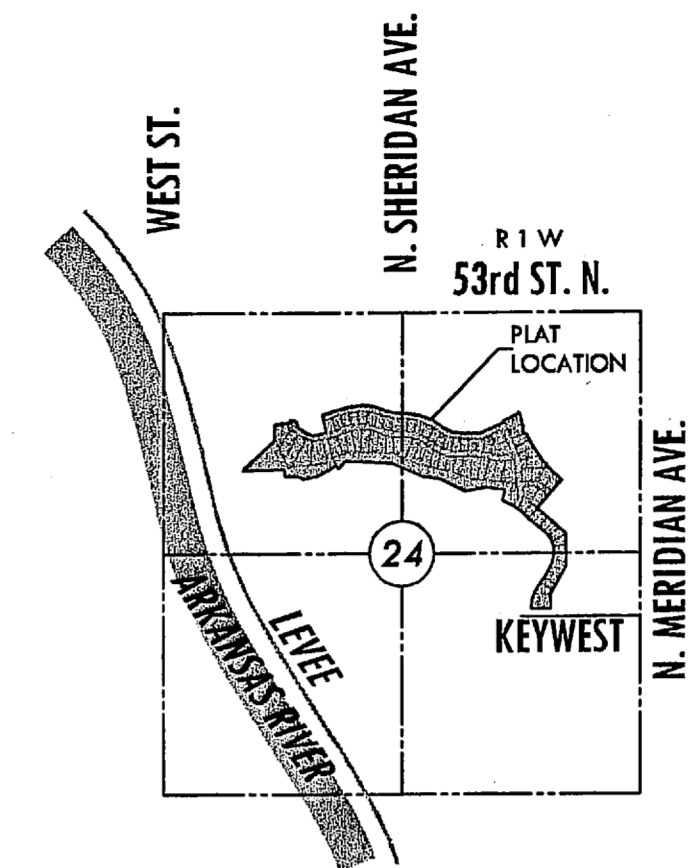 WEST ST.
N. SHERIDAN AVE.
R 1 W
53rd ST. N.
PLAT
LOCATION
24
N. MERIDIAN AVE.
KEYWEST
LEVEE
ARKANSAS RIVER